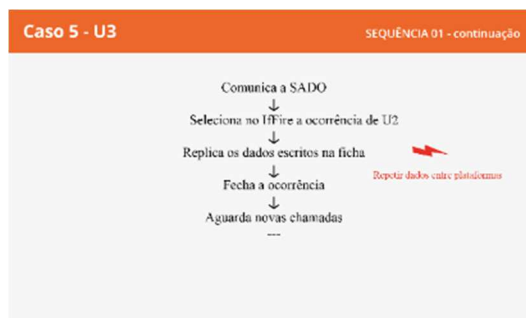 Caso 5 - U3
SEQUÊNCIA 01 - continuação
Comunica a SADO
↓
Seleciona no IfFire a ocorrência de U2
↓
Replica os dados escritos na ficha
↓
Repetir dados entre plataformas
Fecha a ocorrência
↓
Aguarda novas chamadas
---